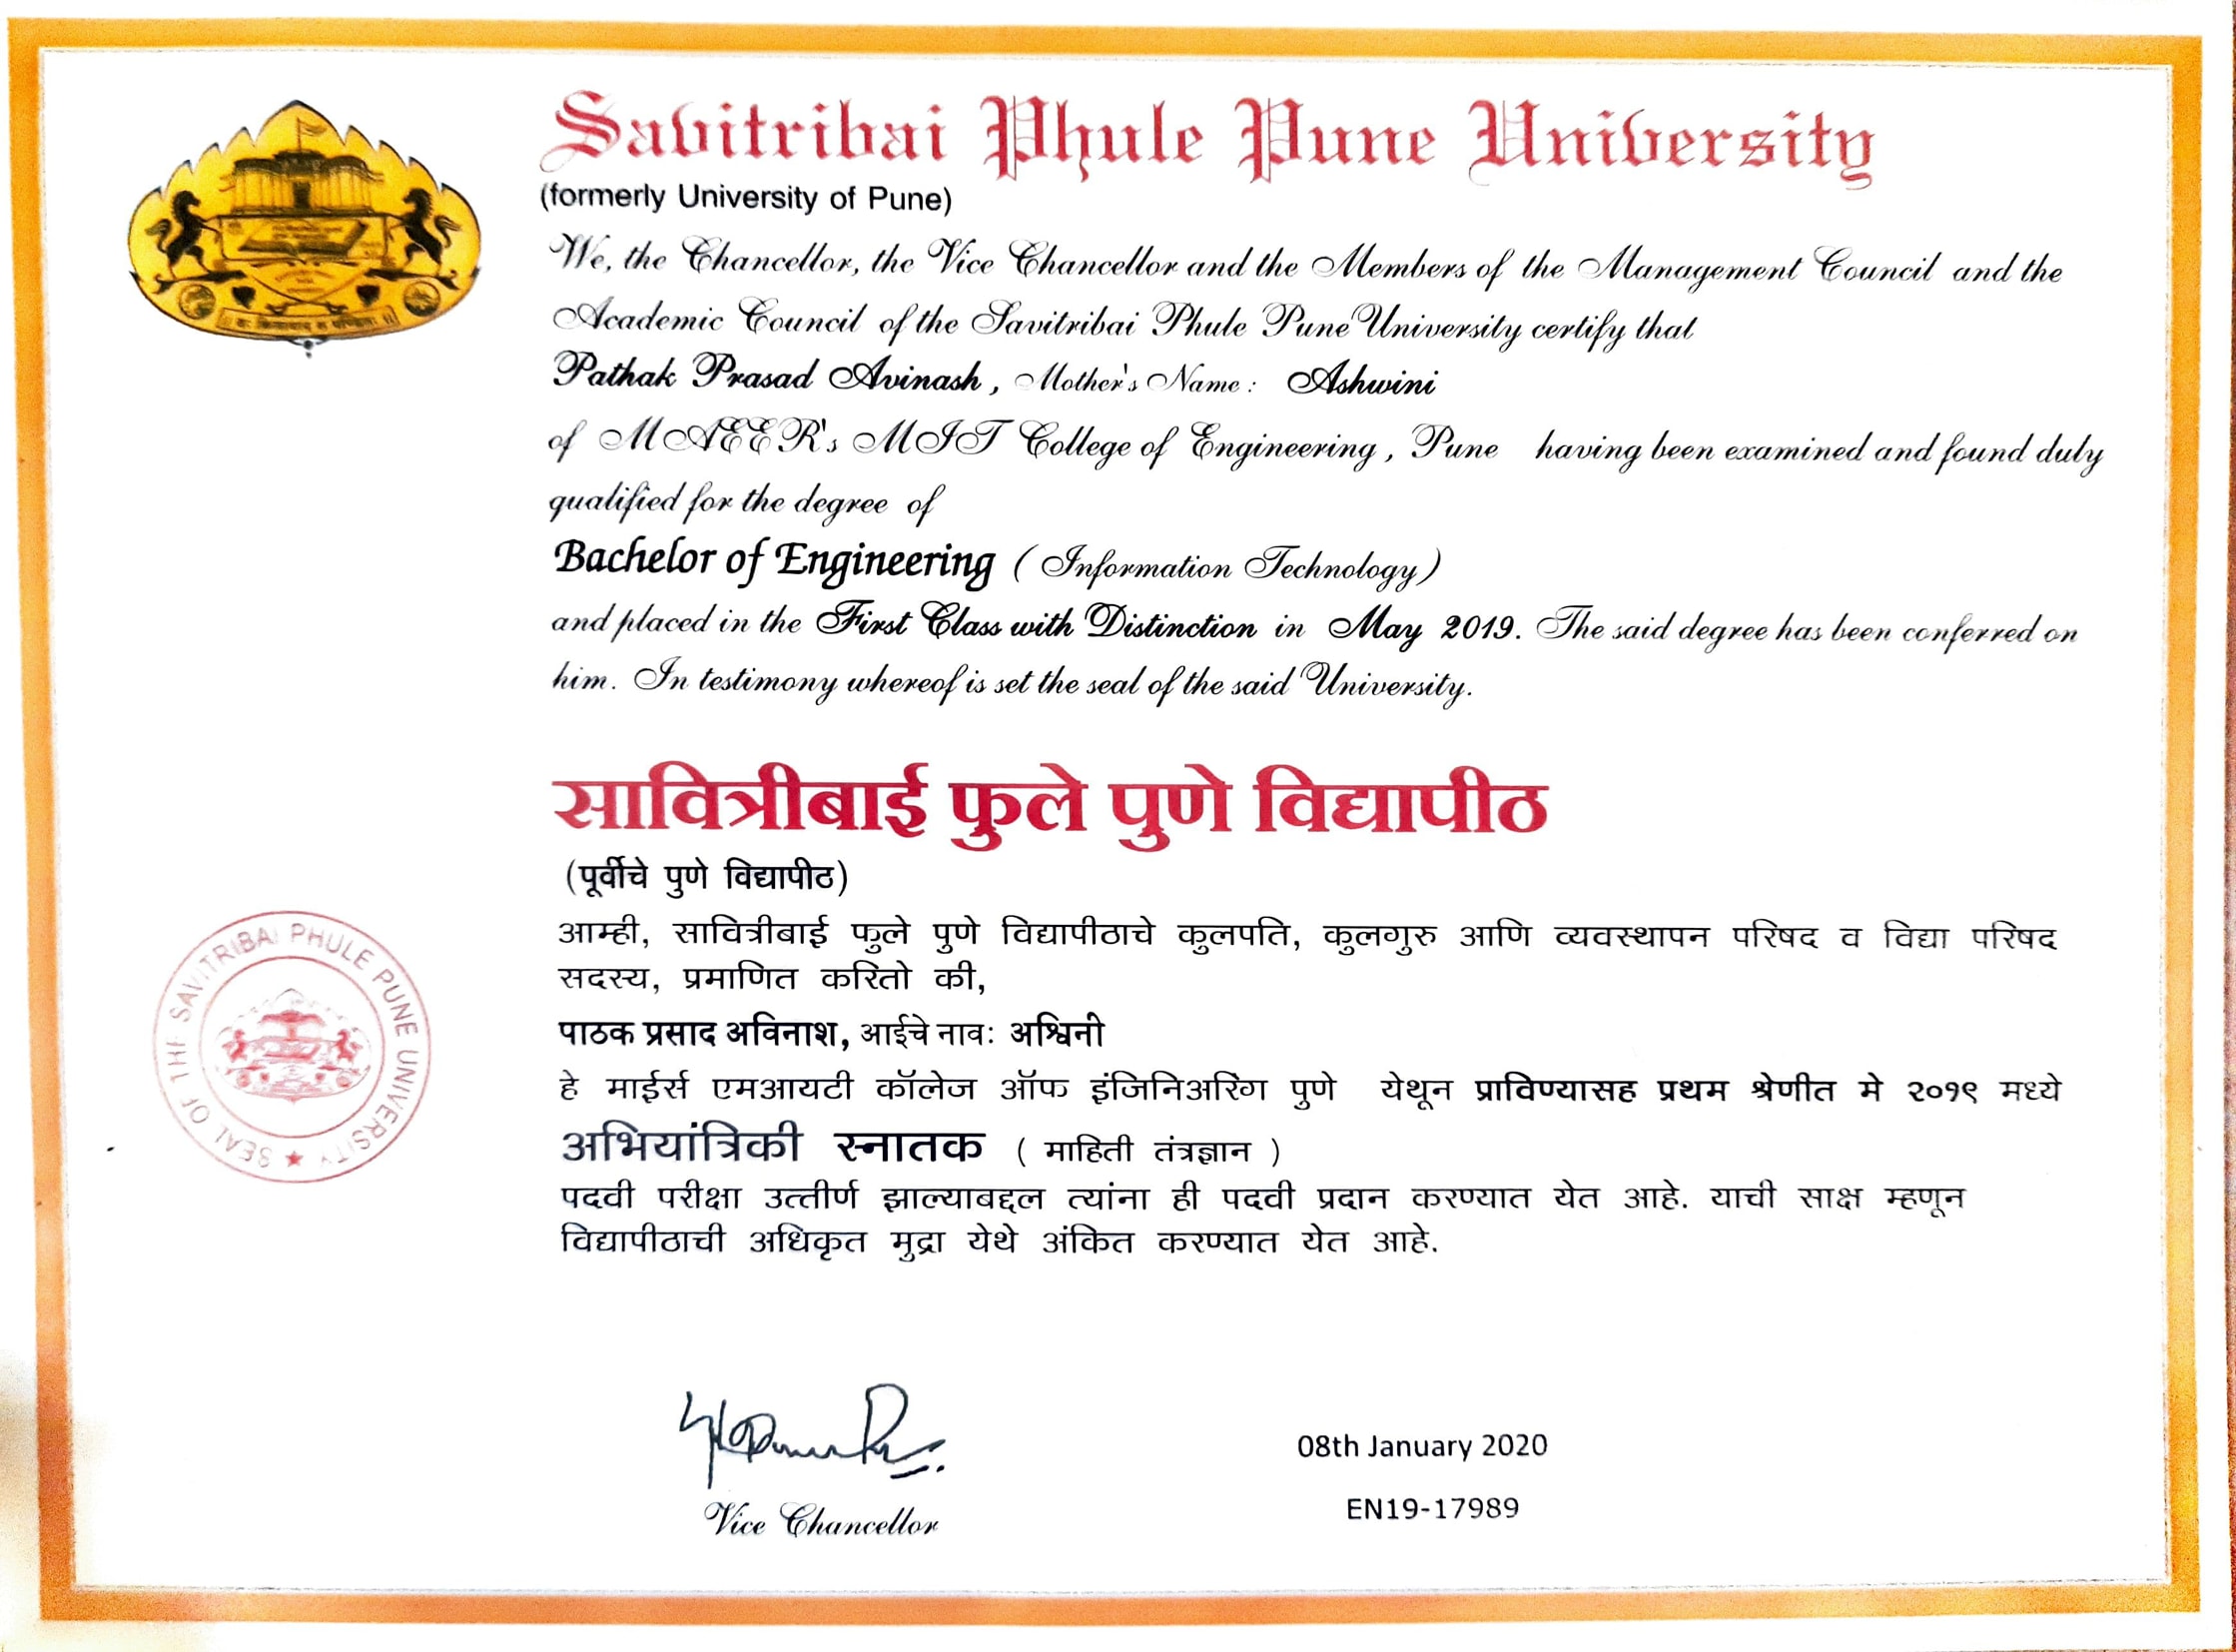 Savitribai Phule Pune University
(formerly University of Pune)
We, the Chancellor, the Vice Chancellor and the Members of the Management Council and the
Academic Council of the Savitribai Phule Pune University certify that
Pathak Prasad Avinash, Mother's Name : Ashwini
of MAEER's MIT College of Engineering, Pune having been examined and found duly
qualified for the degree of
Bachelor of Engineering ( Information Technology)
and placed in the First Class with Distinction in May 2019. The said degree has been conferred on
him. In testimony whereof is set the seal of the said University.
सावित्रीबाई फुले पुणे विद्यापीठ
(पूर्वीचे पुणे विद्यापीठ)
आम्ही, सावित्रीबाई फुले पुणे विद्यापीठाचे कुलपति, कुलगुरु आणि व्यवस्थापन परिषद व विद्या परिषद
सदस्य, प्रमाणित करितो की,
पाठक प्रसाद अविनाश, आईचे नावः अश्विनी
हे माईर्स एमआयटी कॉलेज ऑफ इंजिनिअरिंग पुणे येथून प्राविण्यासह प्रथम श्रेणीत मे २०१९ मध्ये
अभियांत्रिकी स्नातक ( माहिती तंत्रज्ञान )
पदवी परीक्षा उत्तीर्ण झाल्याबद्दल त्यांना ही पदवी प्रदान करण्यात येत आहे. याची साक्ष म्हणून
विद्यापीठाची अधिकृत मुद्रा येथे अंकित करण्यात येत आहे.
SEAL OF THE SAVITRIBAI PHULE PUNE UNIVERSITY
Vice Chancellor
08th January 2020
EN19-17989